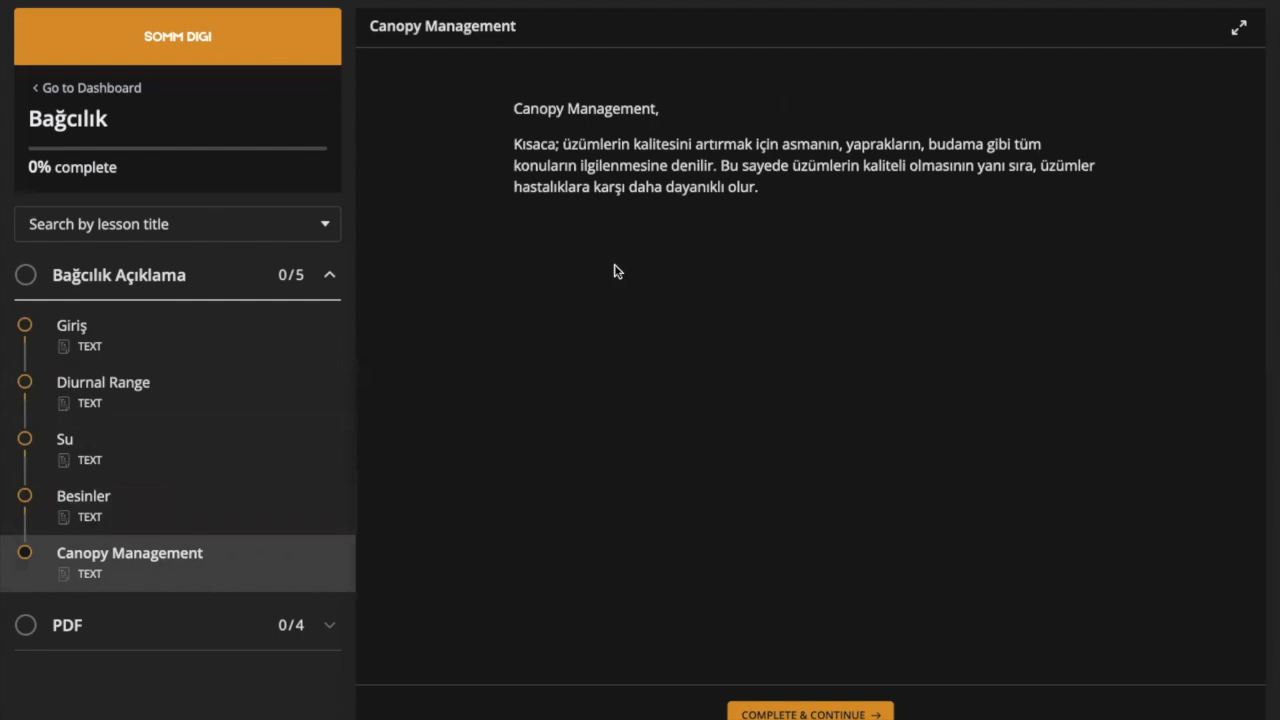 SOMM DIGI
Go to Dashboard
Bağcılık
0% complete
Search by lesson title
Bağcılık Açıklama 0/5
Giriş
TEXT
Diurnal Range
TEXT
Su
TEXT
Besinler
TEXT
Canopy Management
TEXT
PDF 0/4
Canopy Management
Canopy Management,
Kısaca; üzümlerin kalitesini artırmak için asmanın, yaprakların, budama gibi tüm
konuların ilgilenmesine denilir. Bu sayede üzümlerin kaliteli olmasının yanı sıra, üzümler
hastalıklara karşı daha dayanıklı olur.
COMPLETE & CONTINUE →